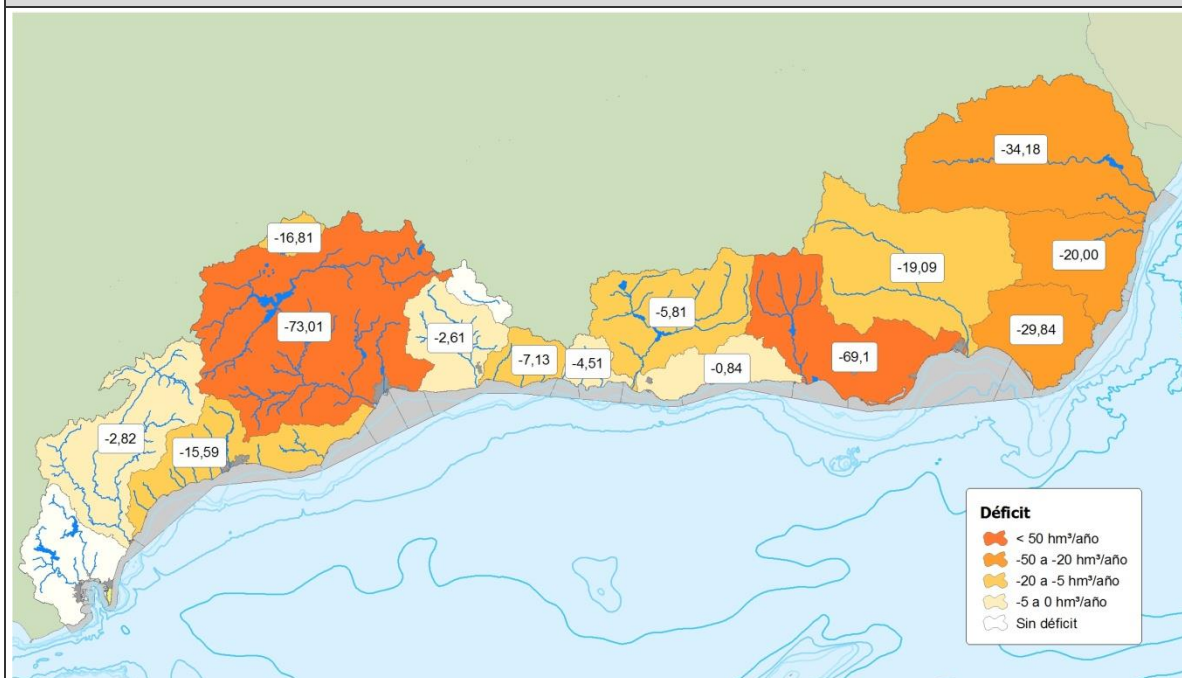 -34,18
-16,81
-20,00
-19,09
-73,01
-5,81
-2,61
-29,84
-7,13
-4,51
-69,1
-0,84
-2,82
-15,59
Déficit
< 50 hm³/año
-50 a -20 hm³/año
-20 a -5 hm³/año
-5 a 0 hm³/año
Sin déficit